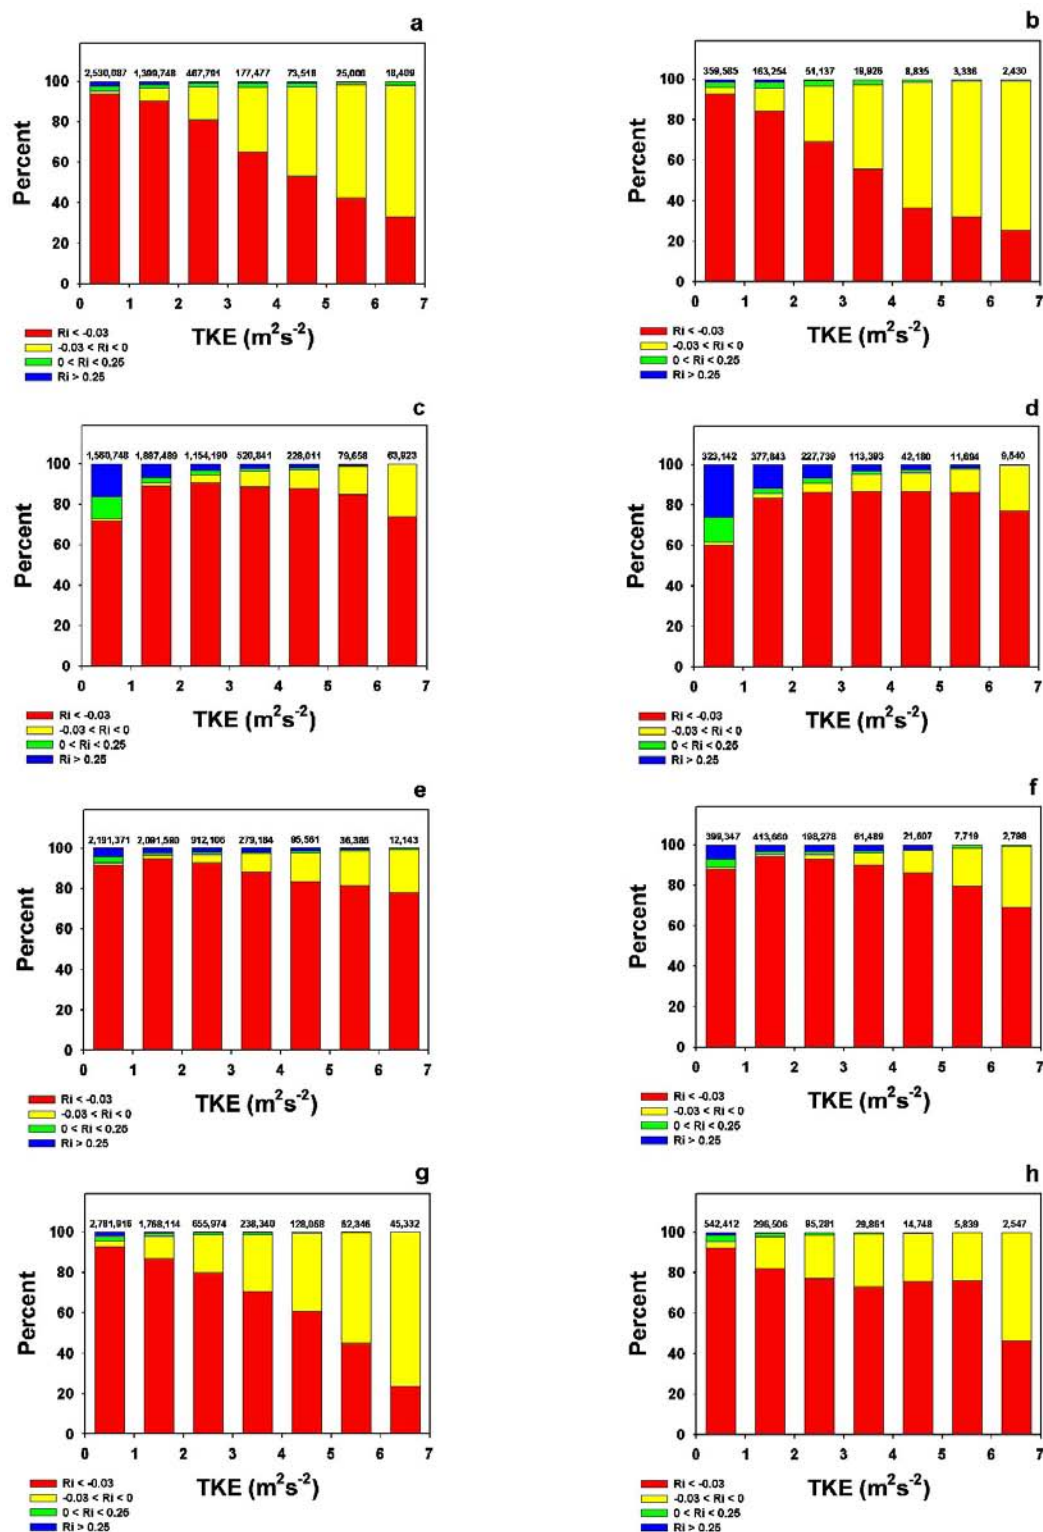 a
2,530,087 1,399,748 467,791 177,477 73,518 25,006 18,409
100
80
60
40
20
0
Percent
0 1 2 3 4 5 6 7
TKE (m²s⁻²)
Ri < -0.03
-0.03 < Ri < 0
0 < Ri < 0.25
Ri > 0.25
b
359,585 163,254 51,137 19,926 8,835 3,336 2,430
100
80
60
40
20
0
Percent
0 1 2 3 4 5 6 7
TKE (m²s⁻²)
Ri < -0.03
-0.03 < Ri < 0
0 < Ri < 0.25
Ri > 0.25
c
1,560,748 1,887,489 1,154,190 520,841 228,011 79,658 63,923
100
80
60
40
20
0
Percent
0 1 2 3 4 5 6 7
TKE (m²s⁻²)
Ri < -0.03
-0.03 < Ri < 0
0 < Ri < 0.25
Ri > 0.25
d
323,142 377,843 227,739 113,393 42,180 11,694 9,540
100
80
60
40
20
0
Percent
0 1 2 3 4 5 6 7
TKE (m²s⁻²)
Ri < -0.03
-0.03 < Ri < 0
0 < Ri < 0.25
Ri > 0.25
e
2,191,371 2,091,590 912,106 279,184 95,561 36,385 12,143
100
80
60
40
20
0
Percent
0 1 2 3 4 5 6 7
TKE (m²s⁻²)
Ri < -0.03
-0.03 < Ri < 0
0 < Ri < 0.25
Ri > 0.25
f
399,347 413,660 198,278 61,489 21,607 7,719 2,798
100
80
60
40
20
0
Percent
0 1 2 3 4 5 6 7
TKE (m²s⁻²)
Ri < -0.03
-0.03 < Ri < 0
0 < Ri < 0.25
Ri > 0.25
g
2,781,916 1,768,114 655,974 238,340 128,058 52,346 45,332
100
80
60
40
20
0
Percent
0 1 2 3 4 5 6 7
TKE (m²s⁻²)
Ri < -0.03
-0.03 < Ri < 0
0 < Ri < 0.25
Ri > 0.25
h
542,412 296,506 95,281 29,861 14,748 5,839 2,547
100
80
60
40
20
0
Percent
0 1 2 3 4 5 6 7
TKE (m²s⁻²)
Ri < -0.03
-0.03 < Ri < 0
0 < Ri < 0.25
Ri > 0.25